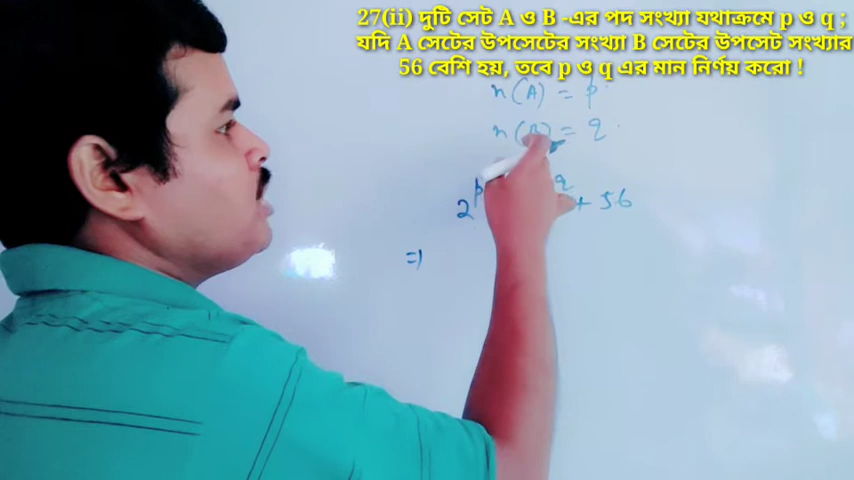 27(ii) দুটি সেট A ও B -এর পদ সংখ্যা যথাক্রমে p ও q ;
যদি A সেটের উপসেটের সংখ্যা B সেটের উপসেট সংখ্যার
56 বেশি হয়, তবে p ও q এর মান নির্ণয় করো !
n(A) = p
n(B) = q
2^p q + 56
⇒